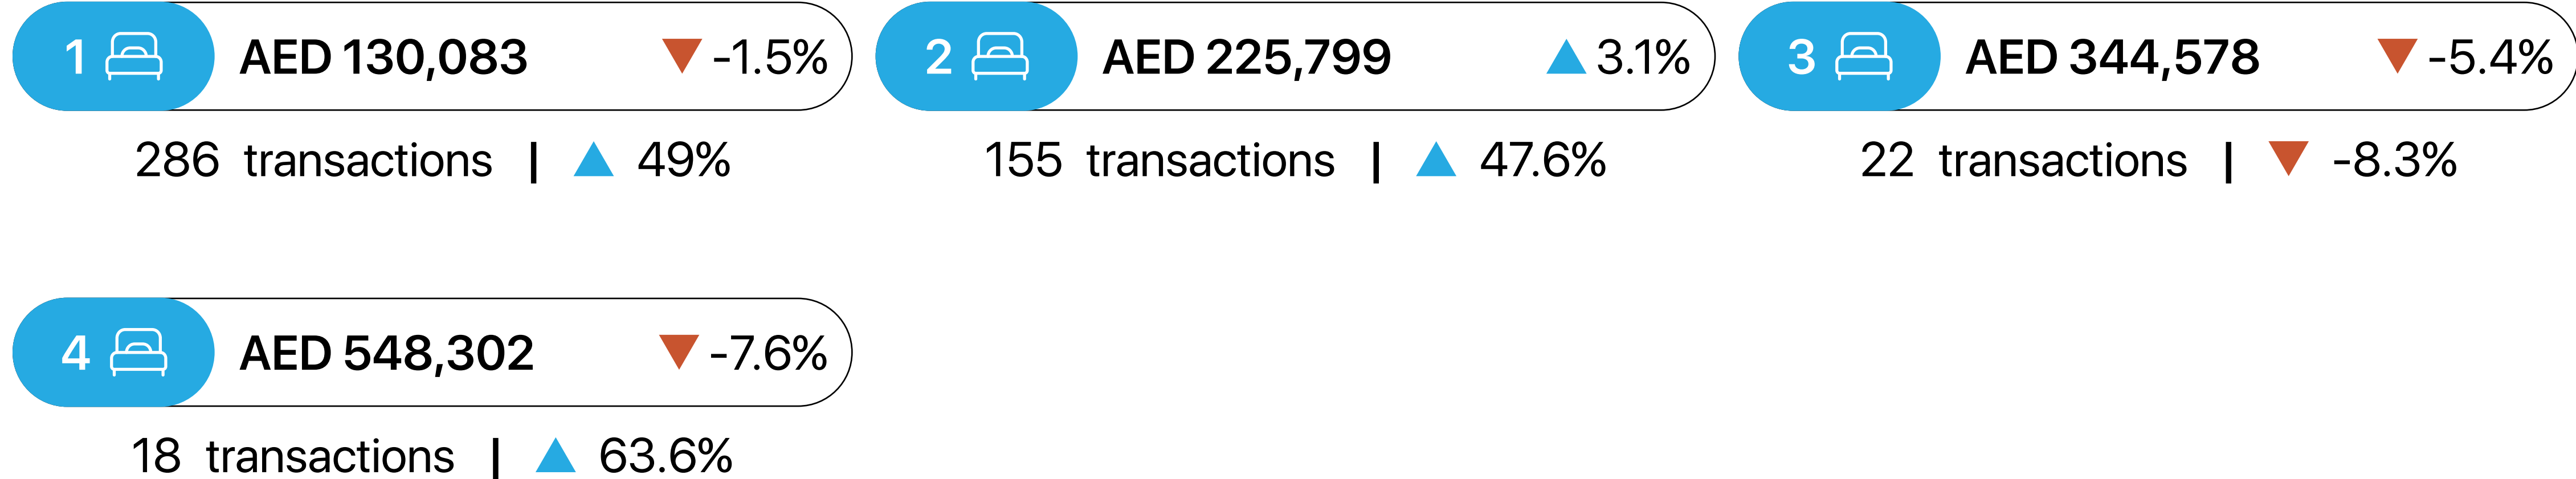 1 AED 130,083 -1.5%
286 transactions | 49%
2 AED 225,799 3.1%
155 transactions | 47.6%
3 AED 344,578 -5.4%
22 transactions | -8.3%
4 AED 548,302 -7.6%
18 transactions | 63.6%